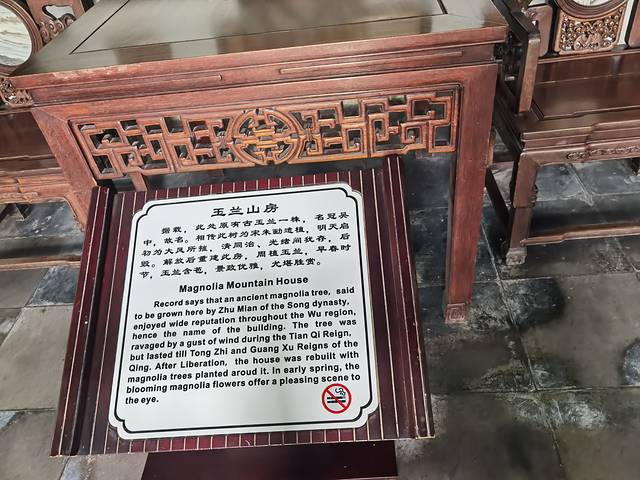 玉兰山房
据载，此处原有古玉兰一株，名冠吴
中，故名。相传此树为宋朱勔遗植，明天启
初为大风所摧，清同治、光绪间犹存，后
毁。解放后重建此房，周植玉兰，早春时
节，玉兰含苞，景致优雅，尤堪胜赏。
Magnolia Mountain House
Record says that an ancient magnolia tree, said
to be grown here by Zhu Mian of the Song dynasty,
enjoyed wide reputation throughout the Wu region,
hence the name of the building. The tree was
ravaged by a gust of wind during the Tian Qi Reign,
but lasted till Tong Zhi and Guang Xu Reigns of the
Qing. After Liberation, the house was rebuilt with
magnolia trees planted aroud it. In early spring, the
blooming magnolia flowers offer a pleasing scene to
the eye.